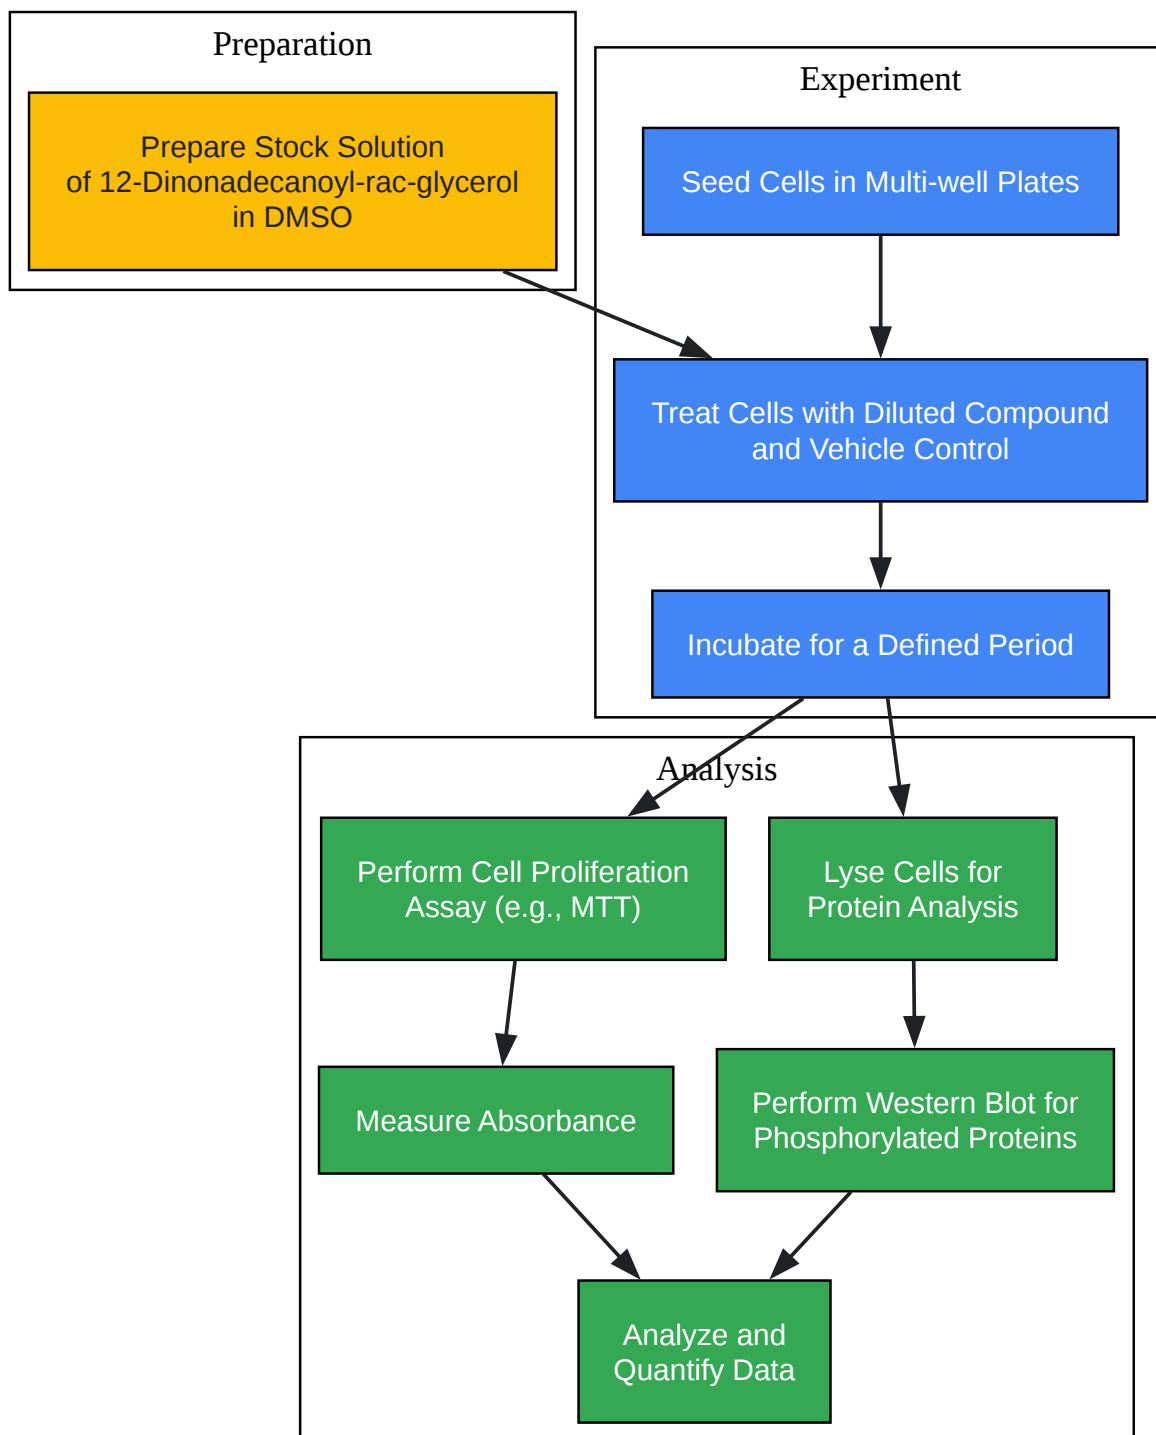 Preparation
Prepare Stock Solution
of 12-Dinonadecanoyl-rac-glycerol
in DMSO
Experiment
Seed Cells in Multi-well Plates
Treat Cells with Diluted Compound
and Vehicle Control
Incubate for a Defined Period
Analysis
Perform Cell Proliferation
Assay (e.g., MTT)
Lyse Cells for
Protein Analysis
Measure Absorbance
Perform Western Blot for
Phosphorylated Proteins
Analyze and
Quantify Data